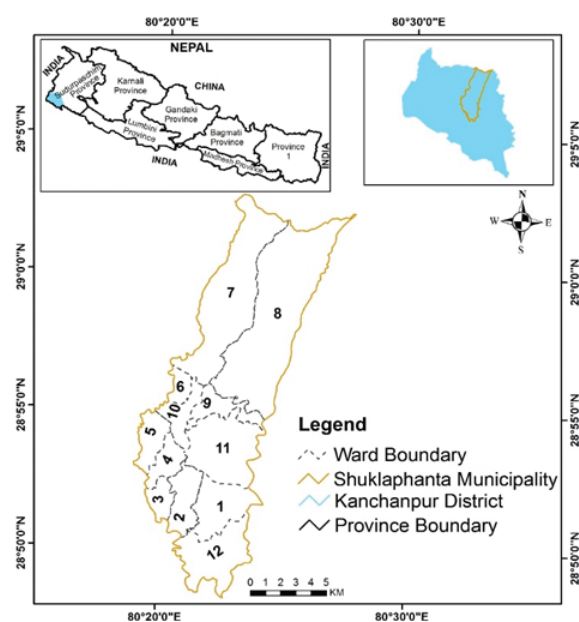 80°20'0"E 80°30'0"E
NEPAL
INDIA
Sudurpaschim
Province
Karnali
Province
CHINA
Gandaki
Province
Lumbini
Province
Bagmati
Province
Province
1
Madhesh Province
INDIA
INDIA
29°5'0"N
29°5'0"N
W E
N
S
29°0'0"N
29°0'0"N
7
8
6
9
10
28°55'0"N
28°55'0"N
5
11
4
3
1
2
12
28°50'0"N
28°50'0"N
Legend
Ward Boundary
Shuklaphanta Municipality
Kanchanpur District
Province Boundary
0 1 2 3 4 5
KM
80°20'0"E 80°30'0"E